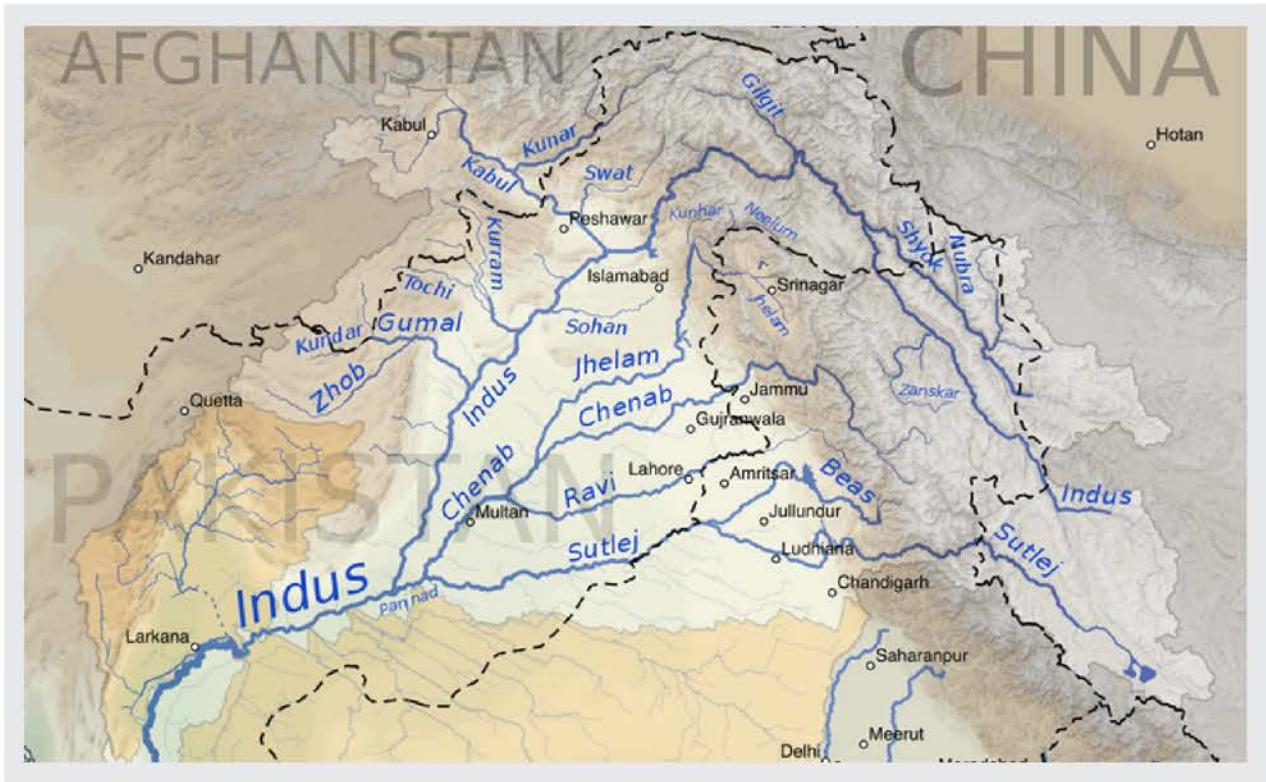 AFGHANISTAN
CHINA
Gilgit
Kabul
Kunar
Hotan
Kabul
Swat
Peshawar
Kunhar
Neelum
Kurram
Shyok
Nubra
Kandahar
Islamabad
Srinagar
Tochi
Jhelam
Sohan
Gumal
Kundar
Jhelam
Zhob
Indus
Zanskar
Jammu
Quetta
Chenab
Gujranwala
PAKISTAN
Lahore
Amritsar
Beas
Chenab
Ravi
Indus
Multan
Jullundur
Sutlej
Sutlej
Ludhiana
Indus
Chandigarh
Panjnad
Larkana
Saharanpur
Meerut
Delhi